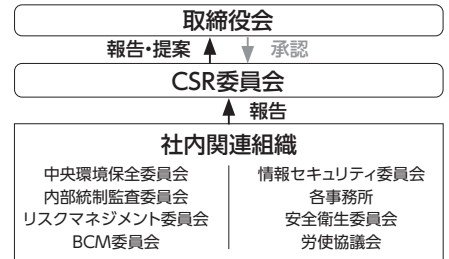 取締役会
報告・提案 承認
CSR委員会
報告
社内関連組織
中央環境保全委員会
内部統制監査委員会
リスクマネジメント委員会
BCM委員会
情報セキュリティ委員会
各事務所
安全衛生委員会
労使協議会